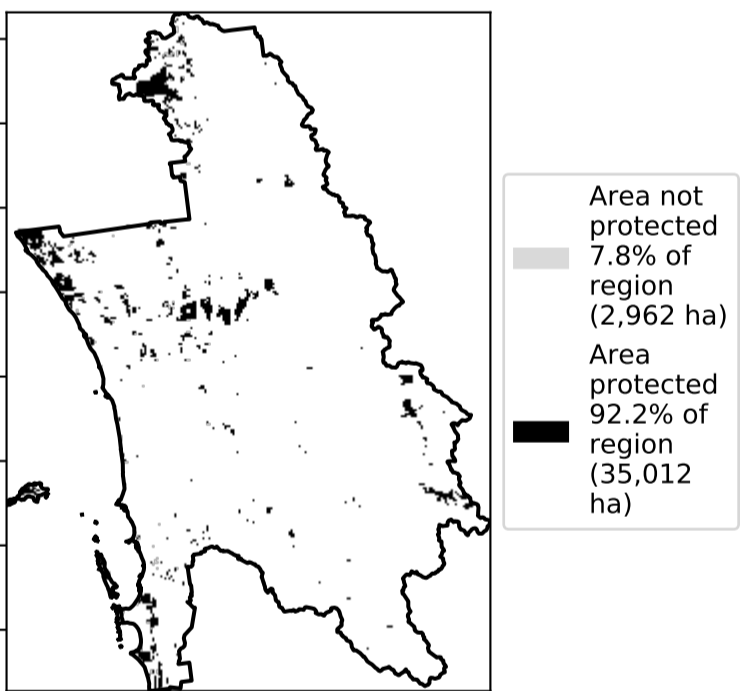 Area not
protected
7.8% of
region
(2,962 ha)
Area
protected
92.2% of
region
(35,012
ha)